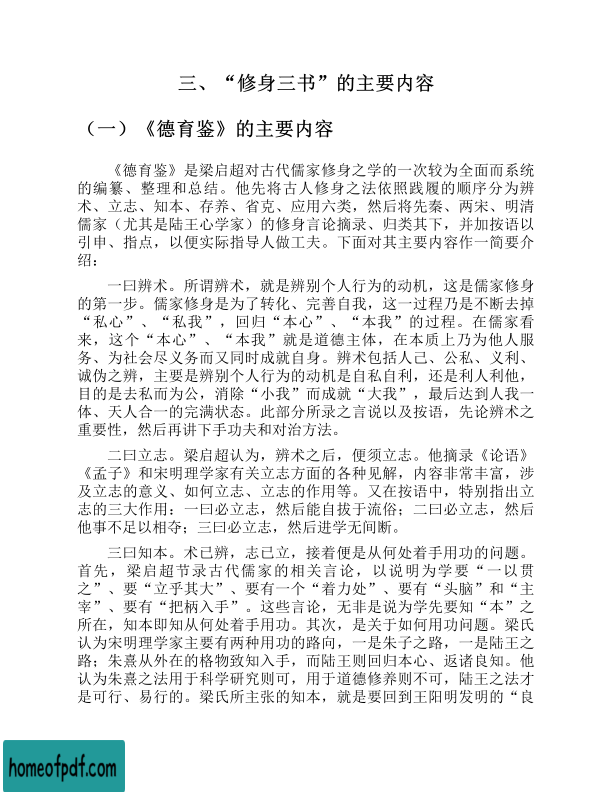 三、“修身三书”的主要内容
（一）《德育鉴》的主要内容
《德育鉴》是梁启超对古代儒家修身之学的一次较为全面而系统
的编纂、整理和总结。他先将古人修身之法依照践履的顺序分为辨
术、立志、知本、存养、省克、应用六类，然后将先秦、两宋、明清
儒家（尤其是陆王心学家）的修身言论摘录、归类其下，并加按语以
引申、指点，以便实际指导人做工夫。下面对其主要内容作一简要介
绍：
一曰辨术。所谓辨术，就是辨别个人行为的动机，这是儒家修身
的第一步。儒家修身是为了转化、完善自我，这一过程乃是不断去掉
“私心”、“私我”，回归“本心”、“本我”的过程。在儒家看
来，这个“本心”、“本我”就是道德主体，在本质上乃为他人服
务、为社会尽义务而又同时成就自身。辨术包括人己、公私、义利、
诚伪之辨，主要是辨别个人行为的动机是自私自利，还是利人利他，
目的是去私而为公，消除“小我”而成就“大我”，最后达到人我一
体、天人合一的完满状态。此部分所录之言说以及按语，先论辨术之
重要性，然后再讲下手功夫和对治方法。
二曰立志。梁启超认为，辨术之后，便须立志。他摘录《论语》
《孟子》和宋明理学家有关立志方面的各种见解，内容非常丰富，涉
及立志的意义、如何立志、立志的作用等。又在按语中，特别指出立
志的三大作用：一曰必立志，然后能自拔于流俗；二曰必立志，然后
他事不足以相夺；三曰必立志，然后进学无间断。
三曰知本。术已辨，志已立，接着便是从何处着手用功的问题。
首先，梁启超节录古代儒家的相关言论，以说明为学要“一以贯
之”、要“立乎其大”、要有一个“着力处”、要有“头脑”和“主
宰”、要有“把柄入手”。这些言论，无非是说为学先要知“本”之
所在，知本即知从何处着手用功。其次，是关于如何用功问题。梁氏
认为宋明理学家主要有两种用功的路向，一是朱子之路，一是陆王之
路；朱熹从外在的格物致知入手，而陆王则回归本心、返诸良知。他
认为朱熹之法用于科学研究则可，用于道德修养则不可，陆王之法才
是可行、易行的。梁氏所主张的知本，就是要回到王阳明发明的“良
homeofpdf.com